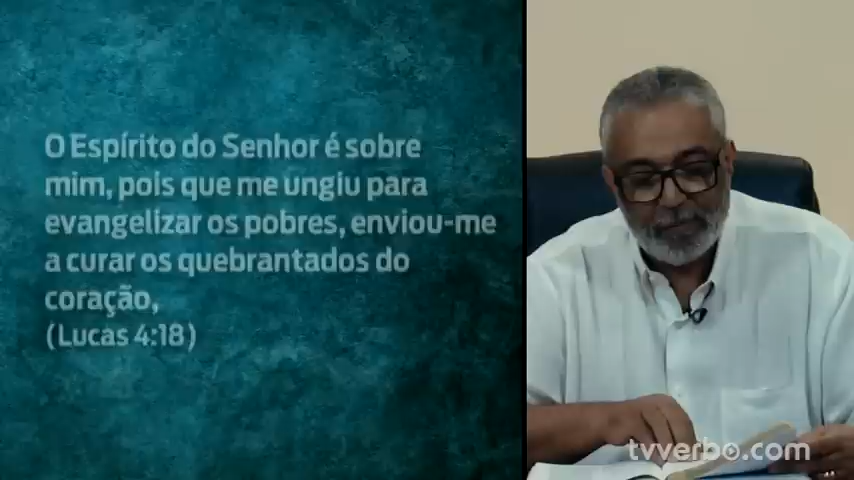 O Espírito do Senhor é sobre
mim, pois que me ungiu para
evangelizar os pobres, enviou-me
a curar os quebrantados do
coração,
(Lucas 4:18)
tvverbo.com